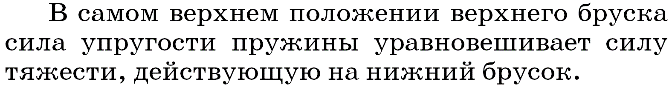 В самом верхнем положении верхнего бруска
сила упругости пружины уравновешивает силу
тяжести, действующую на нижний брусок.